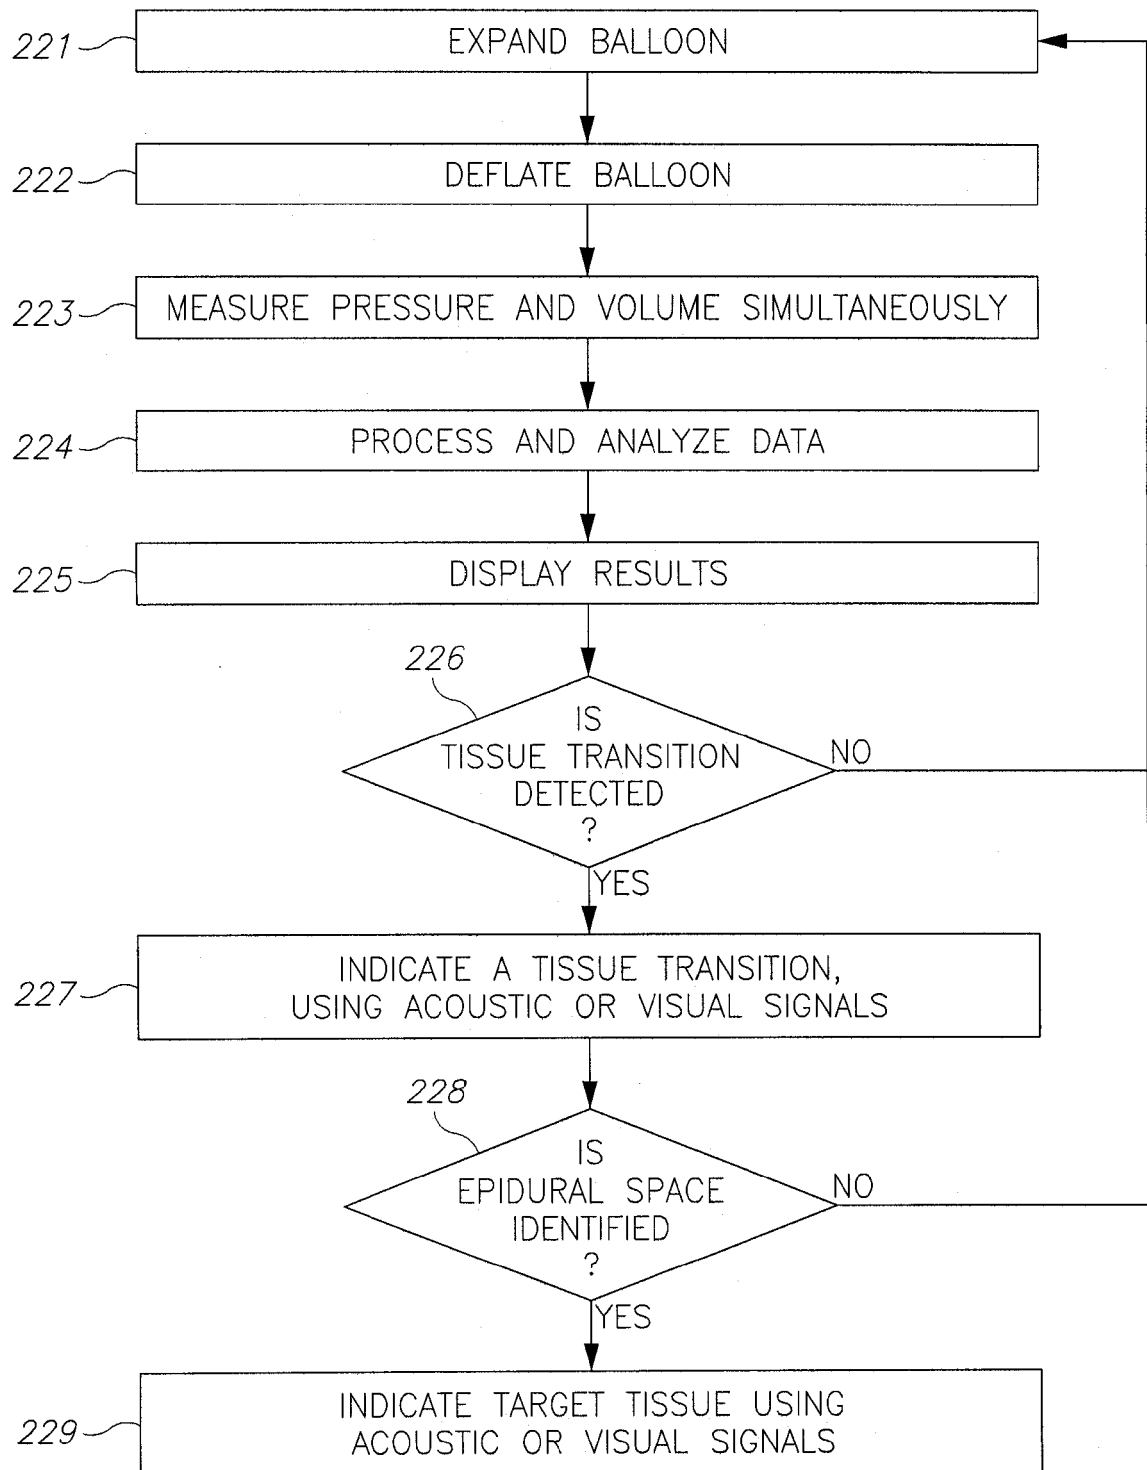 221
EXPAND BALLOON
222
DEFLATE BALLOON
223
MEASURE PRESSURE AND VOLUME SIMULTANEOUSLY
224
PROCESS AND ANALYZE DATA
225
DISPLAY RESULTS
226
IS
TISSUE TRANSITION
DETECTED
?
NO
YES
227
INDICATE A TISSUE TRANSITION,
USING ACOUSTIC OR VISUAL SIGNALS
228
IS
EPIDURAL SPACE
IDENTIFIED
?
NO
YES
229
INDICATE TARGET TISSUE USING
ACOUSTIC OR VISUAL SIGNALS